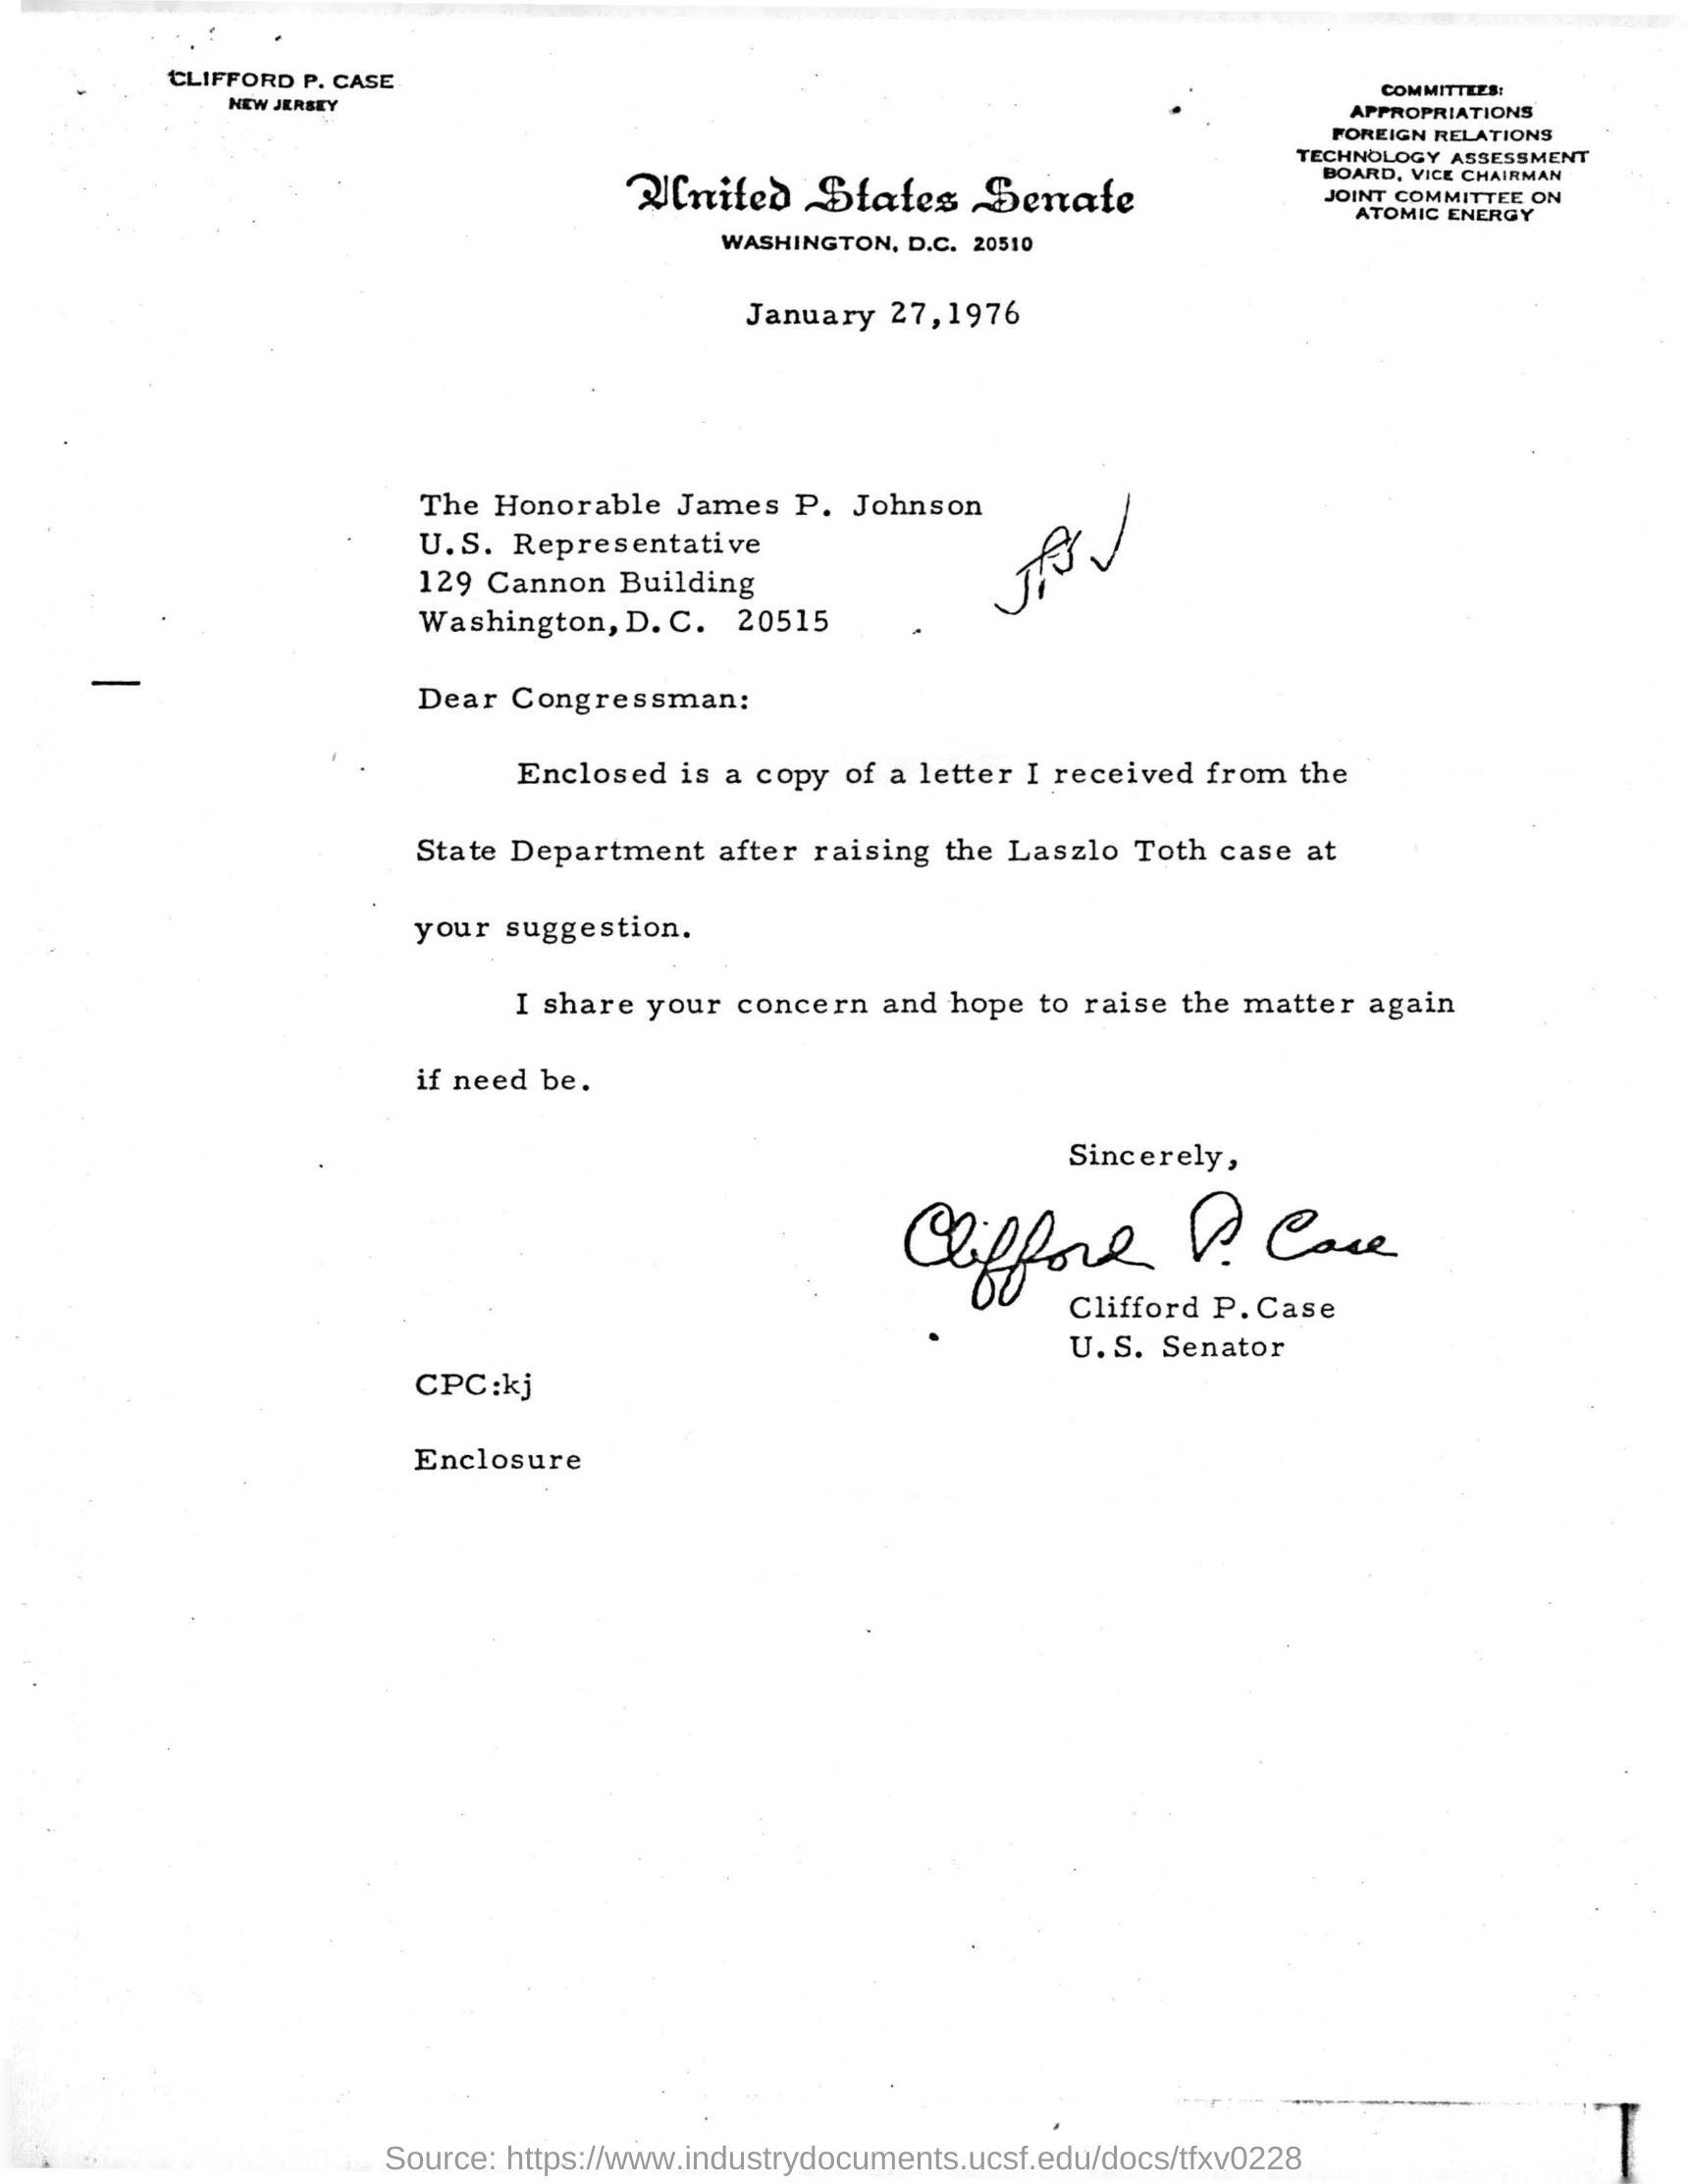 CLIFFORD P. CASE
NEW JERSEY
COMMITTEES:
APPROPRIATIONS
FOREIGN RELATIONS
TECHNOLOGY ASSESSMENT
BOARD, VICE CHAIRMAN
JOINT COMMITTEE ON
ATOMIC ENERGY
United States Senate
WASHINGTON, D.C. 20510
January 27,1976
The Honorable James P. Johnson
U.S. Representative
129 Cannon Building
Washington, D.C. 20515
Dear Congressman:
Enclosed is a copy of a letter I received from the
State Department after raising the Laszlo Toth case at
your suggestion.
I share your concern and hope to raise the matter again
if need be.
Sincerely,
Clifford P. Case
Clifford P. Case
U.S. Senator
CPC:kj
Enclosure
Source: https://www.industrydocuments.ucsf.edu/docs/tfxv0228